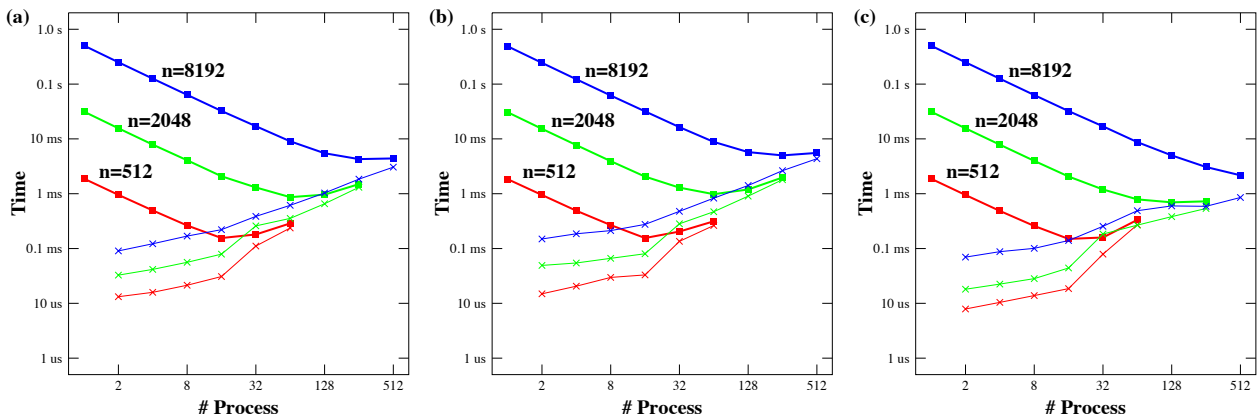 (a)
Time
1.0 s
0.1 s
10 ms
1 ms
0.1 ms
10 us
1 us
n=8192
n=2048
n=512
2
8
32
128
512
# Process
(b)
Time
1.0 s
0.1 s
10 ms
1 ms
0.1 ms
10 us
1 us
n=8192
n=2048
n=512
2
8
32
128
512
# Process
(c)
Time
1.0 s
0.1 s
10 ms
1 ms
0.1 ms
10 us
1 us
n=8192
n=2048
n=512
2
8
32
128
512
# Process